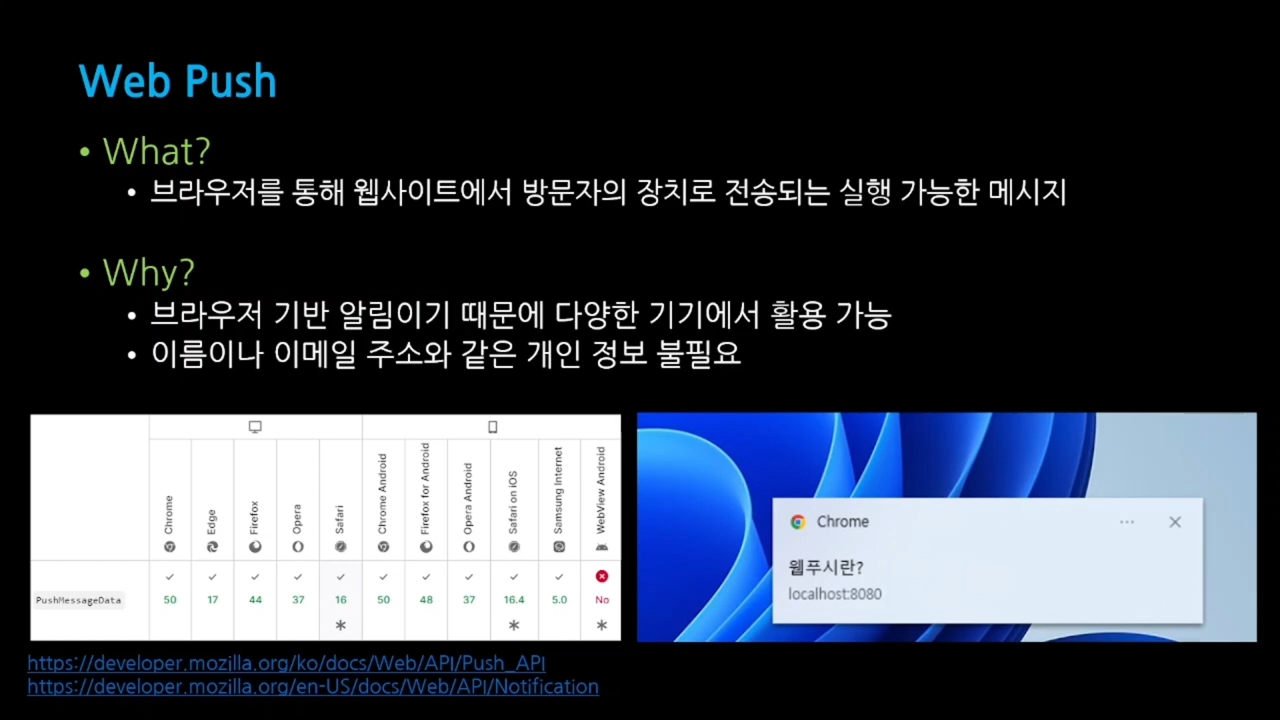 Web Push
• What?
• 브라우저를 통해 웹사이트에서 방문자의 장치로 전송되는 실행 가능한 메시지
• Why?
• 브라우저 기반 알림이기 때문에 다양한 기기에서 활용 가능
• 이름이나 이메일 주소와 같은 개인 정보 불필요
Chrome Edge Firefox Opera Safari Chrome Android Firefox for Android Opera Android Safari on iOS Samsung Internet WebView Android
✓ ✓ ✓ ✓ ✓ ✓ ✓ ✓ ✓ ✓
PushMessageData 50 17 44 37 16 50 48 37 16.4 5.0 No
* * *
Chrome
웹푸시란?
localhost:8080
https://developer.mozilla.org/ko/docs/Web/API/Push_API
https://developer.mozilla.org/en-US/docs/Web/API/Notification